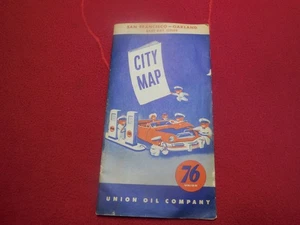 SAN FRANCISCO—OAKLAND
CITY
MAP
76
UNION OIL COMPANY